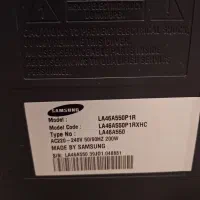 SAMSUNG
Model : LA46A550P1R
Model Code : LA46A550P1RXHC
Type No : LA46A550
AC220 - 240V 50/60HZ 200W
MADE BY SAMSUNG